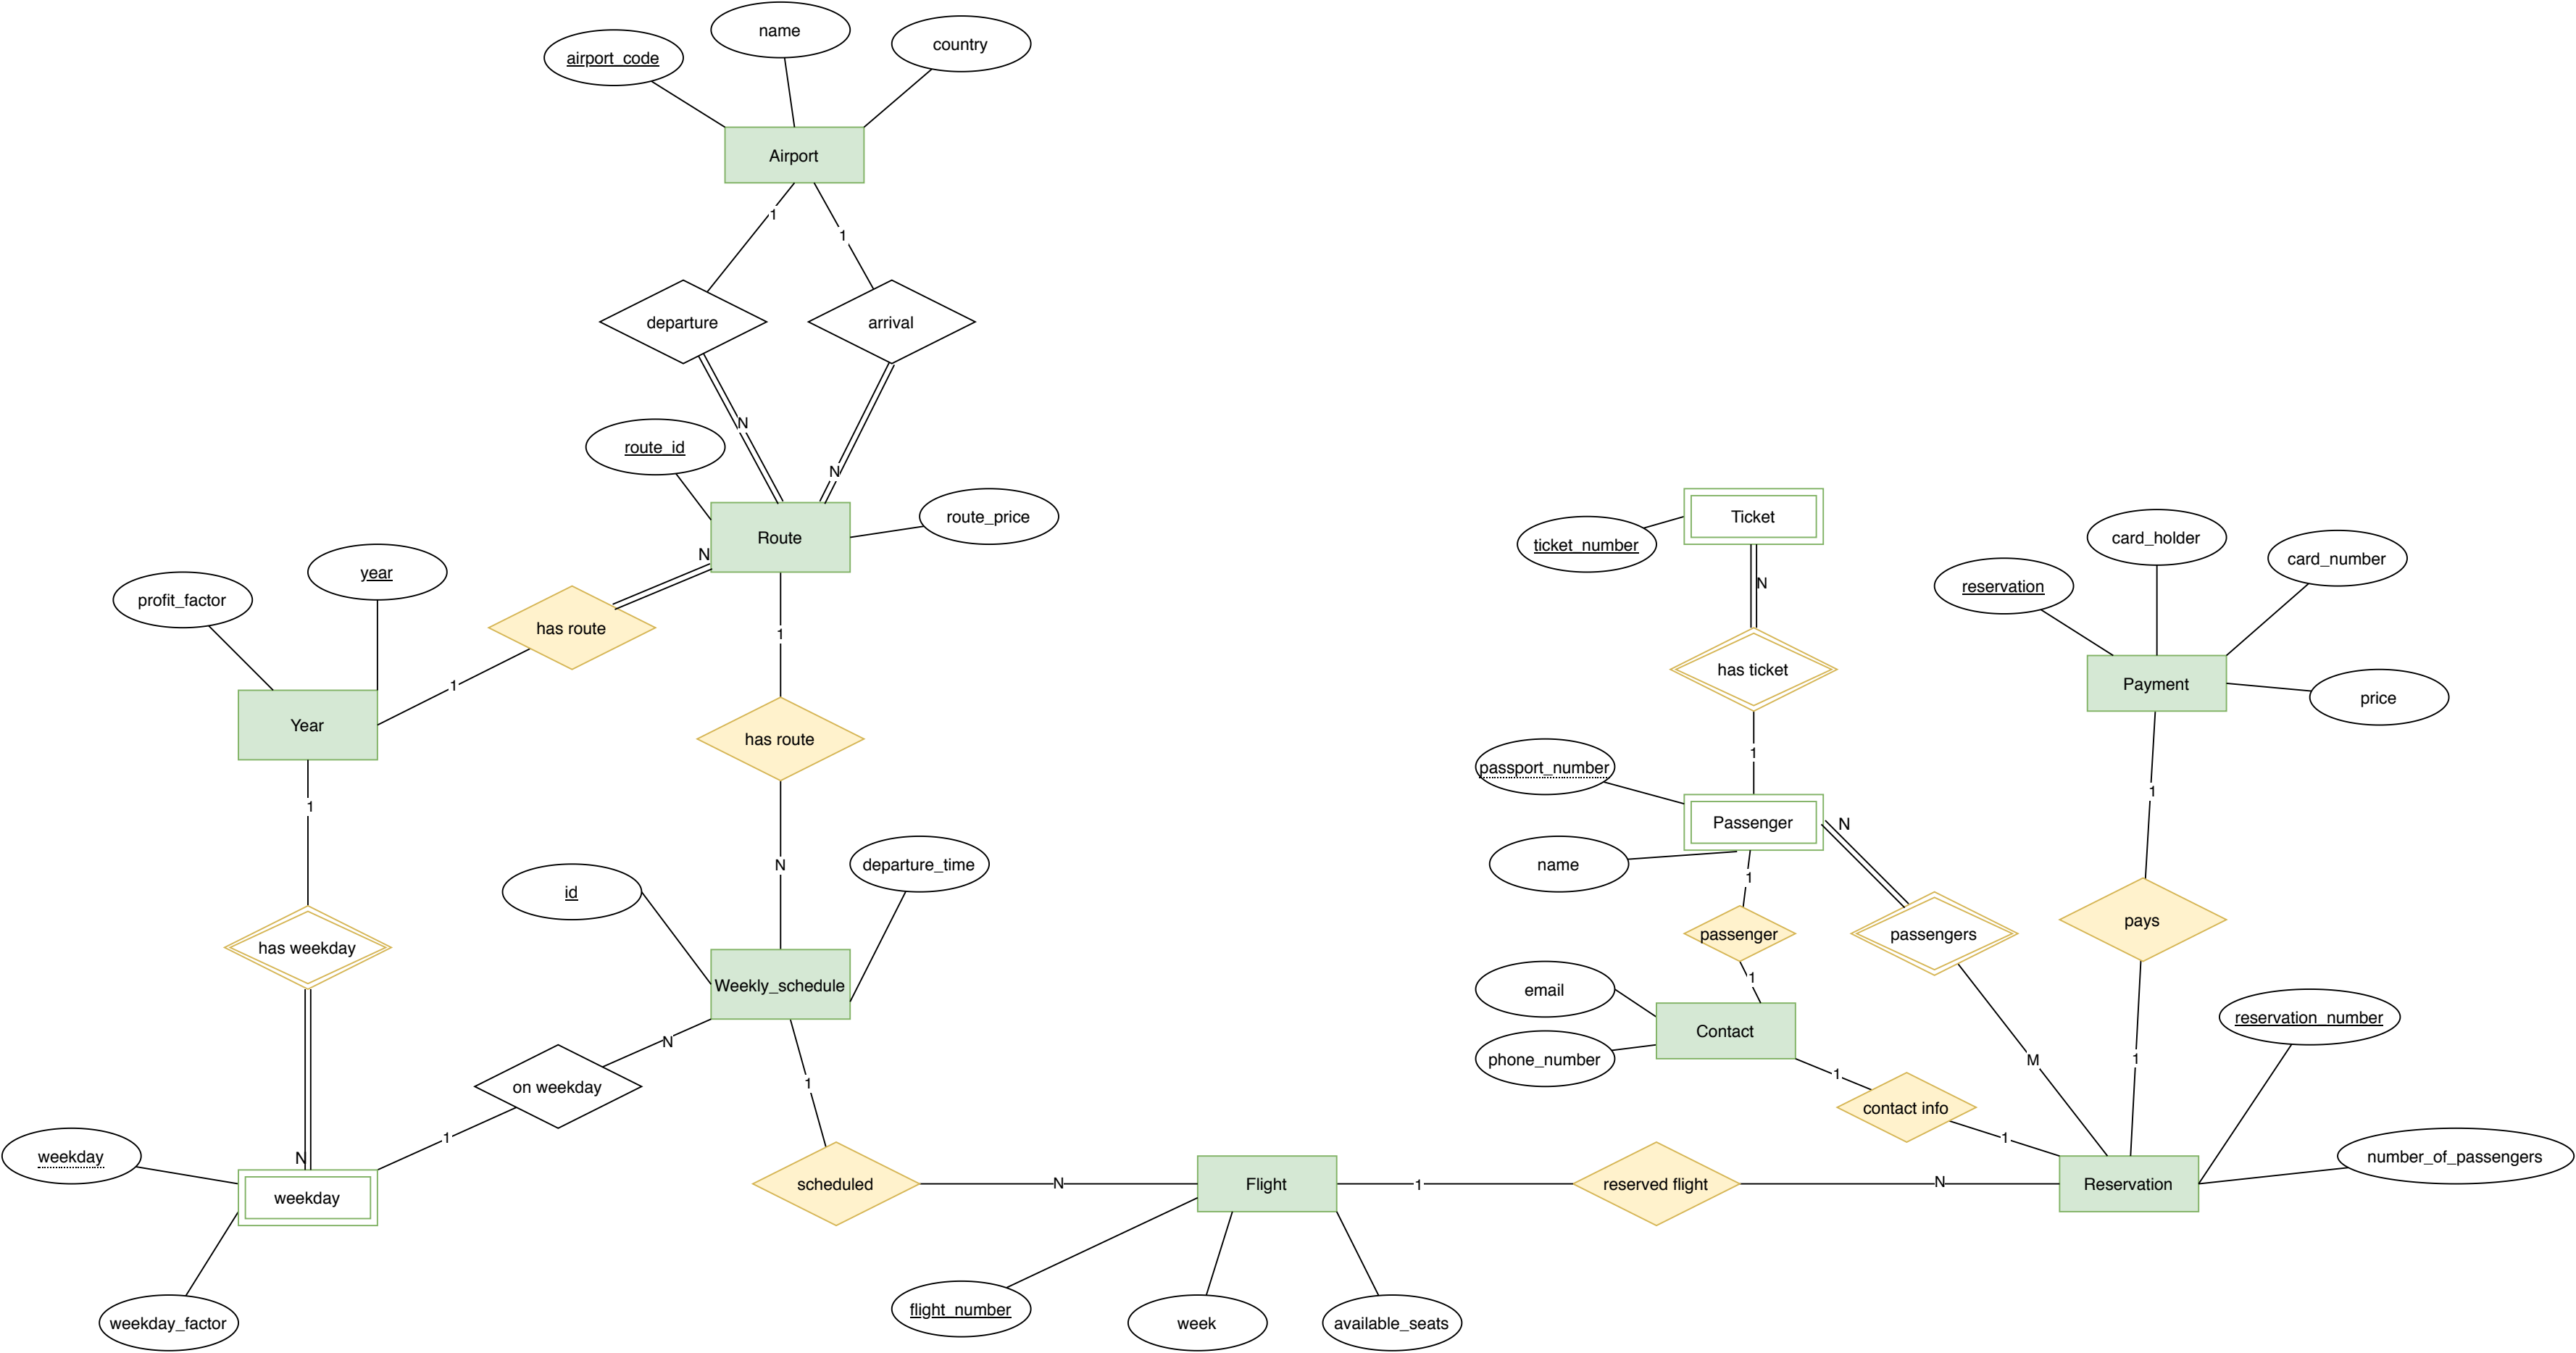 name
country
airport_code
Airport
1
1
departure
arrival
N
route_id
N
route_price
Ticket
Route
card_holder
ticket_number
N
card_number
year
N
reservation
profit_factor
has route
1
has ticket
Payment
1
price
Year
has route
1
passport_number
1
1
Passenger
N
N
departure_time
name
1
id
pays
passenger
passengers
has weekday
1
Weekly_schedule
email
reservation_number
Contact
N
phone_number
M
1
1
1
on weekday
contact info
1
1
weekday
N
number_of_passengers
scheduled
N
Flight
1
reserved flight
N
Reservation
weekday
flight_number
week
available_seats
weekday_factor